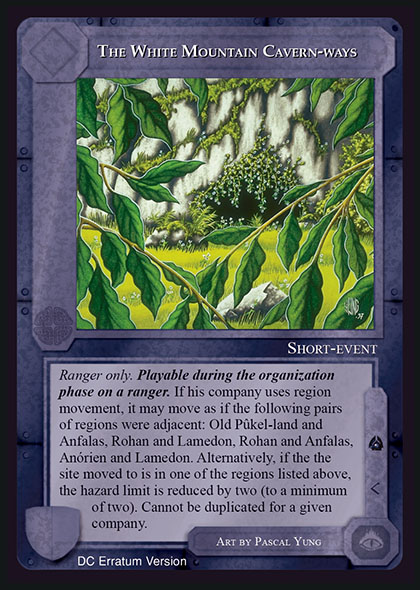 The White Mountain Cavern-ways
YUNG 97
Short-event
Ranger only. Playable during the organization
phase on a ranger. If his company uses region
movement, it may move as if the following pairs
of regions were adjacent: Old Pûkel-land and
Anfalas, Rohan and Lamedon, Rohan and Anfalas,
Anórien and Lamedon. Alternatively, if the the
site moved to is in one of the regions listed above,
the hazard limit is reduced by two (to a minimum
of two). Cannot be duplicated for a given
company.
Art by Pascal Yung
DC Erratum Version